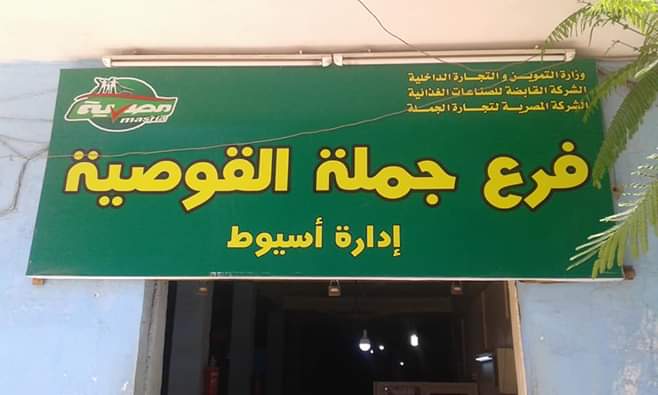 وزارة التموين و التجارة الداخلية
الشركة القابضة للصناعات الغذائية
الشركة المصرية لتجارة الجملة
مصرية
masria
فرع جملة القوصية
إدارة أسيوط